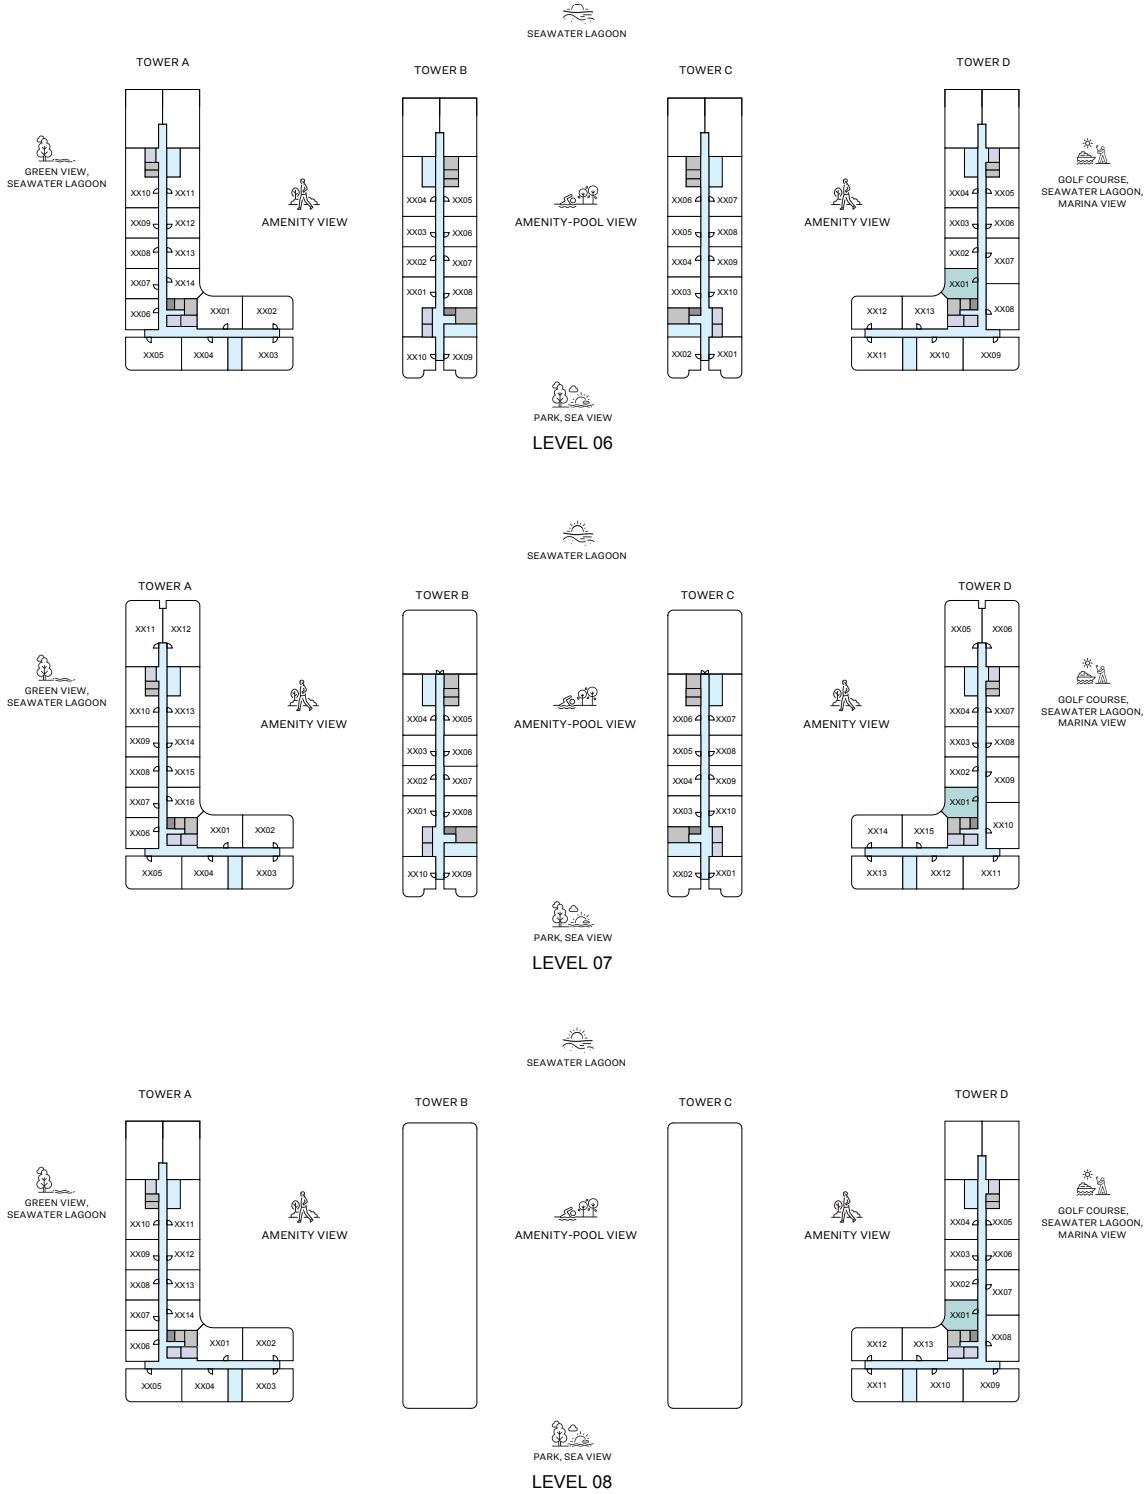 SEAWATER LAGOON
TOWER A
TOWER B
TOWER C
TOWER D
GREEN VIEW,
SEAWATER LAGOON
AMENITY VIEW
AMENITY-POOL VIEW
AMENITY VIEW
GOLF COURSE,
SEAWATER LAGOON,
MARINA VIEW
XX10 XX11
XX09 XX12
XX08 XX13
XX07 XX14
XX06 XX01 XX02
XX05 XX04 XX03
XX04 XX05
XX03 XX06
XX02 XX07
XX01 XX08
XX10 XX09
XX06 XX07
XX05 XX08
XX04 XX09
XX03 XX10
XX02 XX01
XX04 XX05
XX03 XX06
XX02 XX07
XX01
XX12 XX13 XX08
XX11 XX10 XX09
PARK, SEA VIEW
LEVEL 06
SEAWATER LAGOON
TOWER A
TOWER B
TOWER C
TOWER D
GREEN VIEW,
SEAWATER LAGOON
AMENITY VIEW
AMENITY-POOL VIEW
AMENITY VIEW
GOLF COURSE,
SEAWATER LAGOON,
MARINA VIEW
XX11 XX12
XX10 XX13
XX09 XX14
XX08 XX15
XX07 XX16
XX06 XX01 XX02
XX05 XX04 XX03
XX04 XX05
XX03 XX06
XX02 XX07
XX01 XX08
XX10 XX09
XX06 XX07
XX05 XX08
XX04 XX09
XX03 XX10
XX02 XX01
XX05 XX06
XX04 XX07
XX03 XX08
XX02 XX09
XX01
XX14 XX15 XX10
XX13 XX12 XX11
PARK, SEA VIEW
LEVEL 07
SEAWATER LAGOON
TOWER A
TOWER B
TOWER C
TOWER D
GREEN VIEW,
SEAWATER LAGOON
AMENITY VIEW
AMENITY-POOL VIEW
AMENITY VIEW
GOLF COURSE,
SEAWATER LAGOON,
MARINA VIEW
XX10 XX11
XX09 XX12
XX08 XX13
XX07 XX14
XX06 XX01 XX02
XX05 XX04 XX03
XX04 XX05
XX03 XX06
XX02 XX07
XX01
XX12 XX13 XX08
XX11 XX10 XX09
PARK, SEA VIEW
LEVEL 08